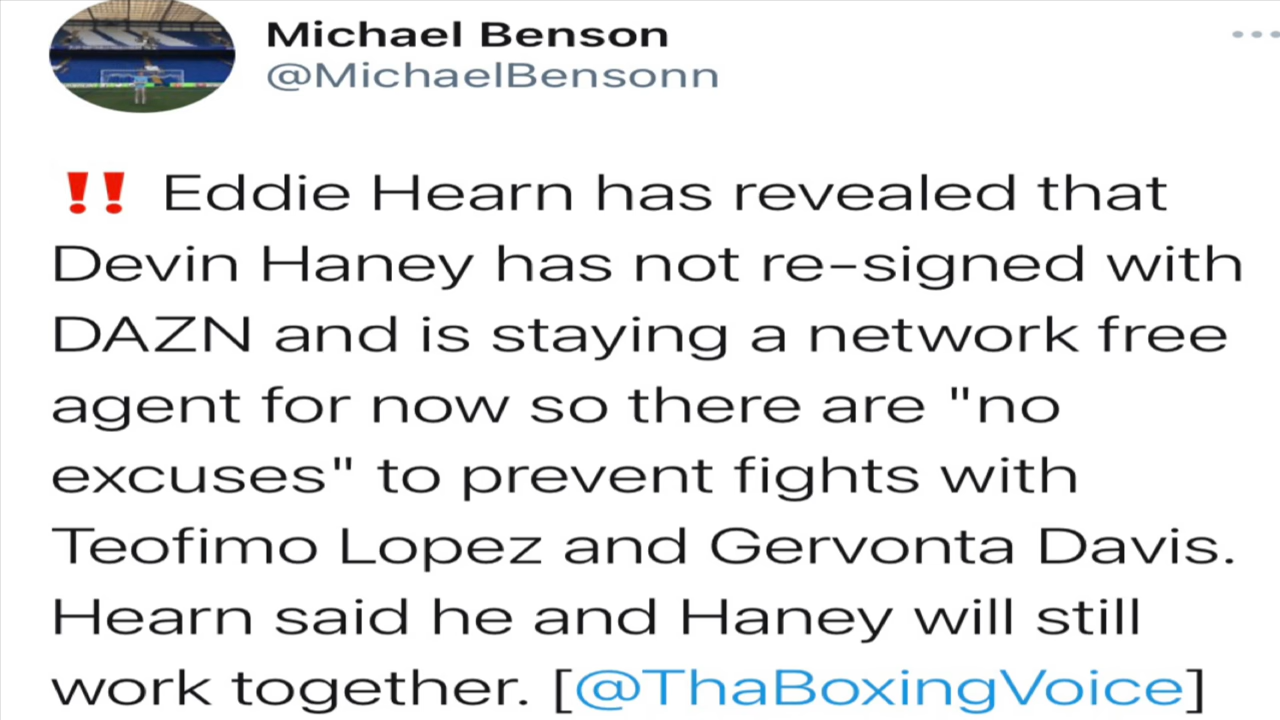 Michael Benson
@MichaelBensonn
‼️ Eddie Hearn has revealed that
Devin Haney has not re-signed with
DAZN and is staying a network free
agent for now so there are "no
excuses" to prevent fights with
Teofimo Lopez and Gervonta Davis.
Hearn said he and Haney will still
work together. [@ThaBoxingVoice]